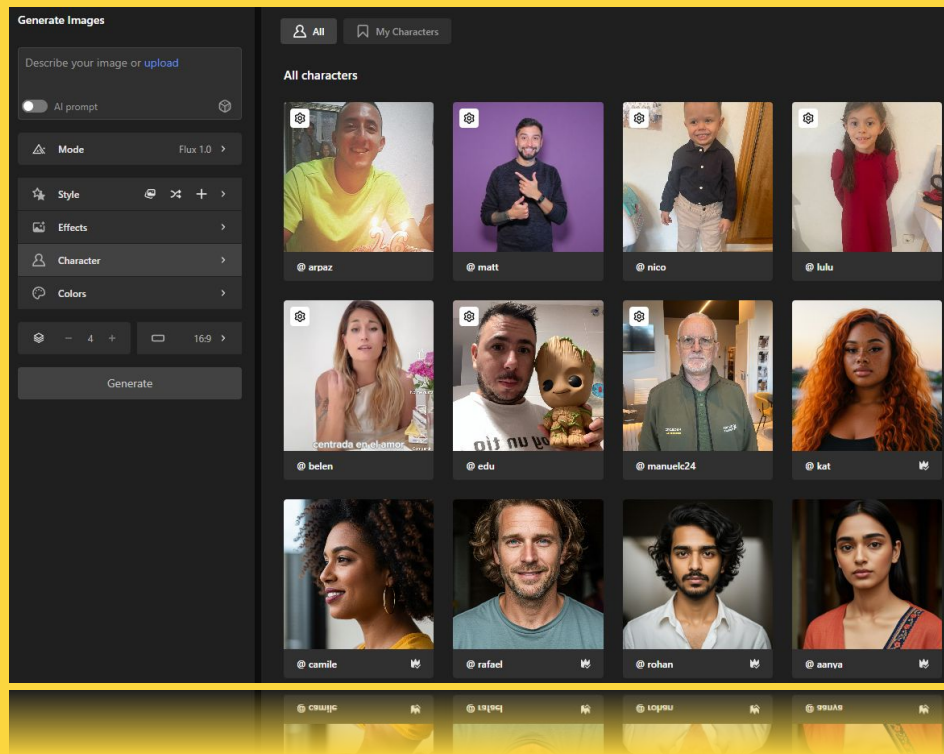 Generate Images
Describe your image or upload
AI prompt
Mode
Flux 1.0
Style
Effects
Character
Colors
4
16:9
Generate
All
My Characters
All characters
@ arpaz
@ matt
@ nico
@ lulu
centrada en el amor
@ belen
@ edu
@ manuelc24
@ kat
@ camile
@ rafael
@ rohan
@ aanya